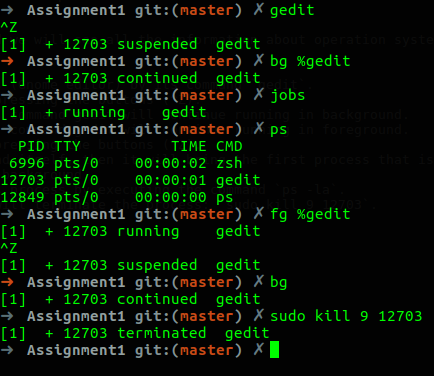 ➜ Assignment1 git:(master) ✗ gedit
^Z
[1]  + 12703 suspended  gedit
➜ Assignment1 git:(master) ✗ bg %gedit
[1]  + 12703 continued  gedit
➜ Assignment1 git:(master) ✗ jobs
[1]  + running    gedit
➜ Assignment1 git:(master) ✗ ps
  PID TTY          TIME CMD
 6996 pts/0    00:00:02 zsh
12703 pts/0    00:00:01 gedit
12849 pts/0    00:00:00 ps
➜ Assignment1 git:(master) ✗ fg %gedit
[1]  + 12703 running    gedit
^Z
[1]  + 12703 suspended  gedit
➜ Assignment1 git:(master) ✗ bg
[1]  + 12703 continued  gedit
➜ Assignment1 git:(master) ✗ sudo kill 9 12703
[1]  + 12703 terminated  gedit
➜ Assignment1 git:(master) ✗